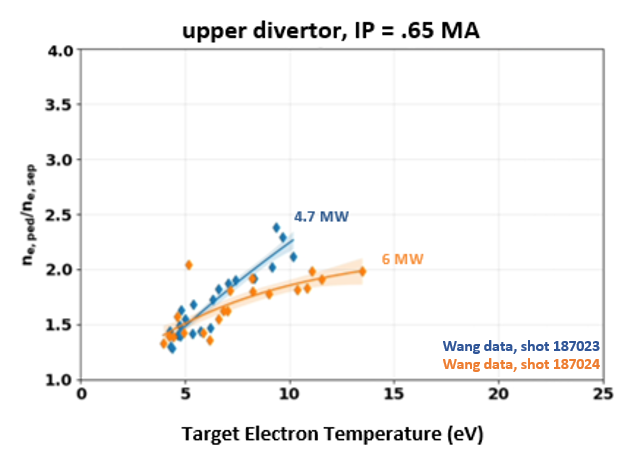 upper divertor, IP = .65 MA
4.0
3.5
3.0
2.5
2.0
1.5
1.0
n e, ped/n e, sep
4.7 MW
6 MW
Wang data, shot 187023
Wang data, shot 187024
0 5 10 15 20 25
Target Electron Temperature (eV)